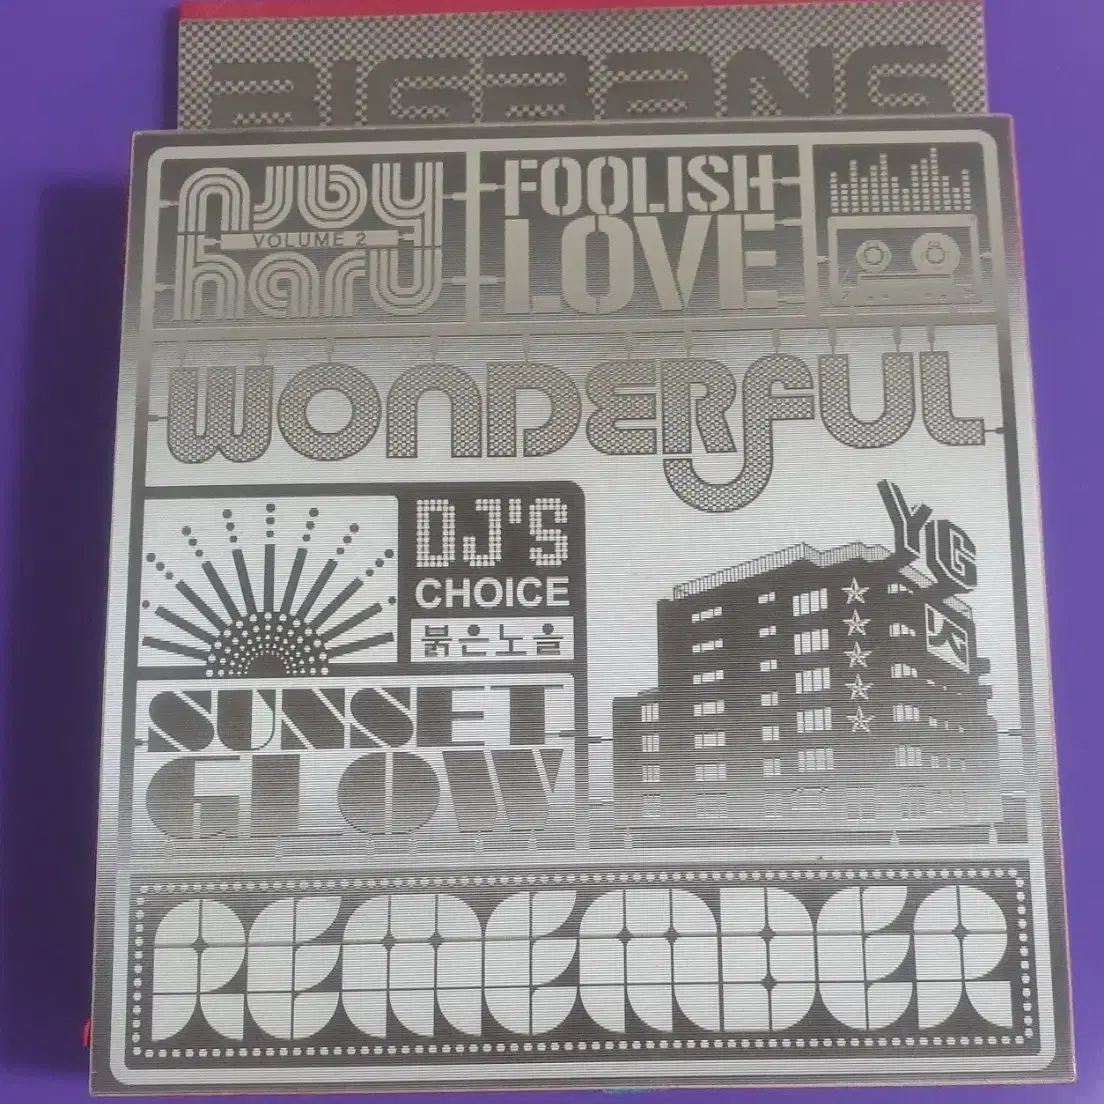 BIGBANG
haru
VOLUME 2
haru
FOOLISH
LOVE
WONDERFUL
DJ'S
CHOICE
붉은노을
YG
SUNSET
GLOW
REMEMBER